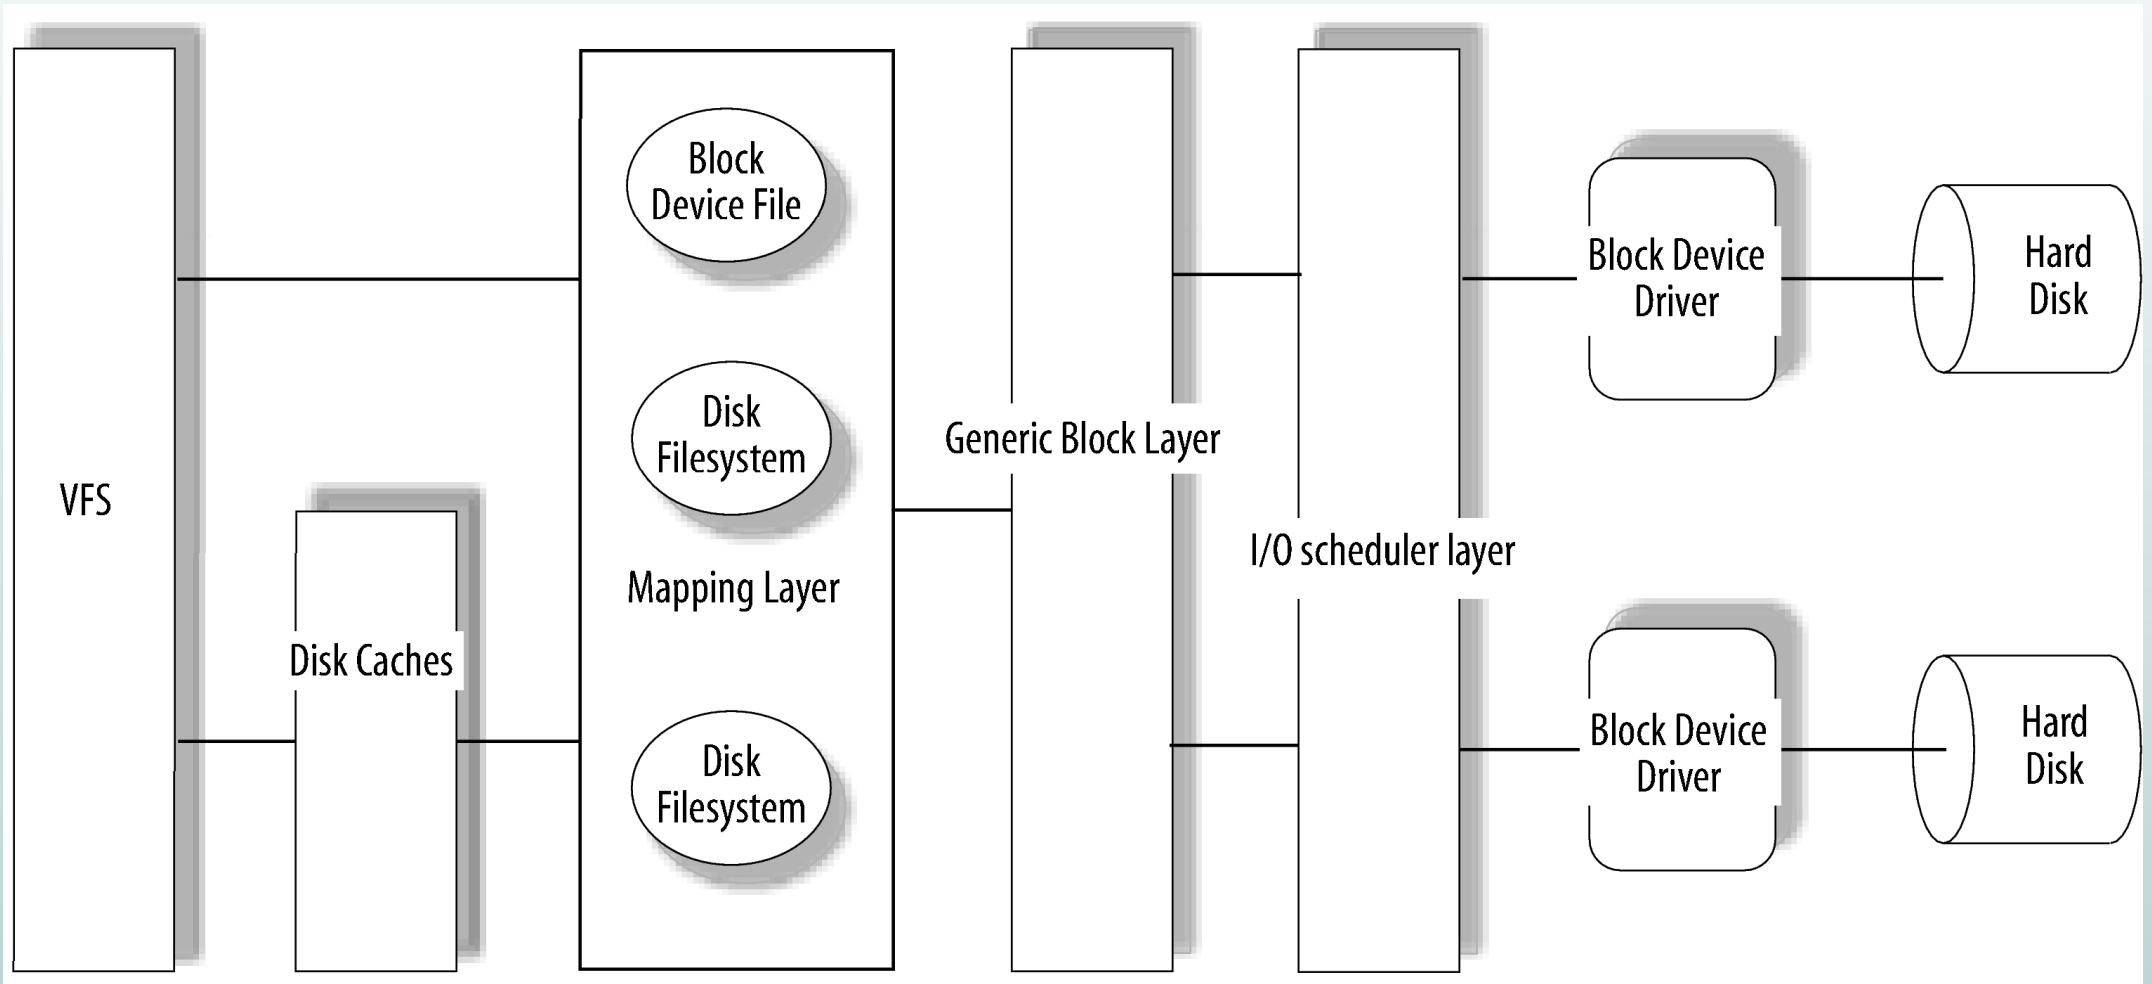 VFS
Disk Caches
Block
Device File
Disk
Filesystem
Mapping Layer
Disk
Filesystem
Generic Block Layer
I/O scheduler layer
Block Device
Driver
Hard
Disk
Block Device
Driver
Hard
Disk